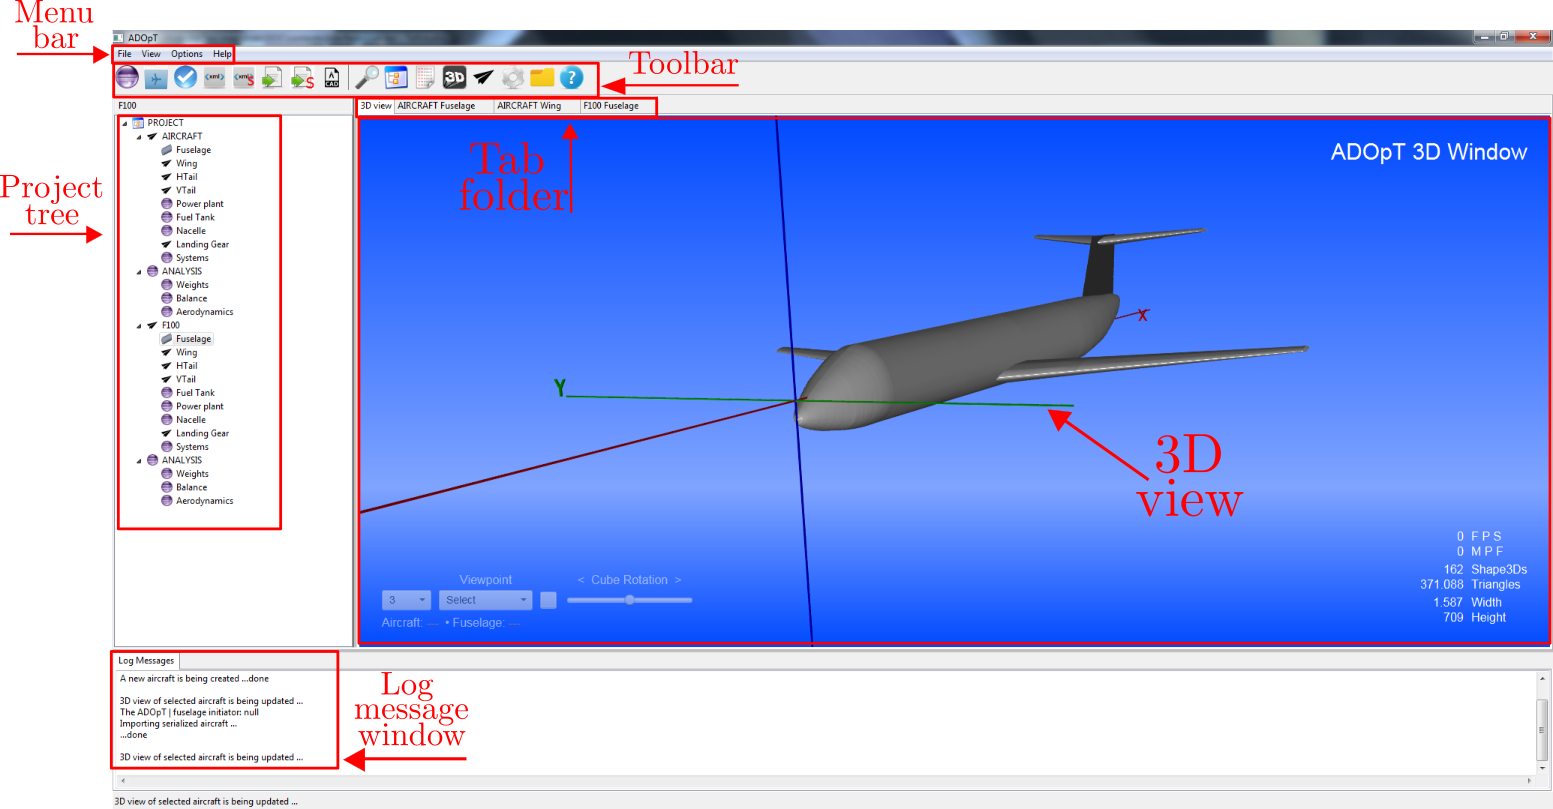 Menu
bar
ADOpT
File View Options Help
Toolbar
<xml> <xml>S S CAD 3D ?
F100
3D view AIRCRAFT Fuselage AIRCRAFT Wing F100 Fuselage
Project
tree
PROJECT
AIRCRAFT
Fuselage
Wing
HTail
VTail
Power plant
Fuel Tank
Nacelle
Landing Gear
Systems
ANALYSIS
Weights
Balance
Aerodynamics
F100
Fuselage
Wing
HTail
VTail
Fuel Tank
Power plant
Nacelle
Landing Gear
Systems
ANALYSIS
Weights
Balance
Aerodynamics
Tab
folder
ADOpT 3D Window
X
Y
3D
view
0 F P S
0 M P F
162 Shape3Ds
371.088 Triangles
1.587 Width
709 Height
Viewpoint < Cube Rotation >
3 Select
Aircraft: --- • Fuselage: ---
Log Messages
A new aircraft is being created ...done
3D view of selected aircraft is being updated ...
The ADOpT | fuselage initiator: null
Importing serialized aircraft ...
...done
3D view of selected aircraft is being updated ...
Log
message
window
3D view of selected aircraft is being updated ...